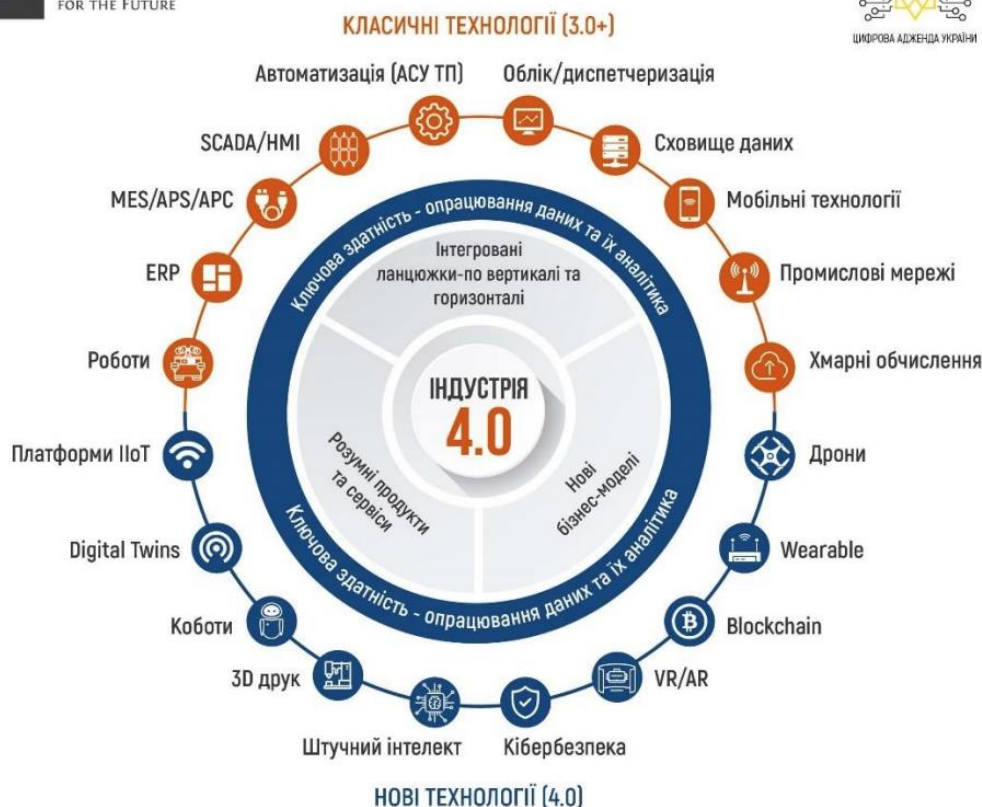 FOR THE FUTURE
ЦИФРОВА АДЖЕНДА УКРАЇНИ
КЛАСИЧНІ ТЕХНОЛОГІЇ (3.0+)
Автоматизація (АСУ ТП)
Облік/диспетчеризація
SCADA/HMI
Сховище даних
MES/APS/APC
Мобільні технології
ERP
Промислові мережі
Роботи
Хмарні обчислення
Платформи IIoT
Дрони
Digital Twins
Wearable
Коботи
Blockchain
3D друк
VR/AR
Штучний інтелект
Кібербезпека
Ключова здатність - опрацювання даних та їх аналітика
Інтегровані
ланцюжки-по вертикалі та
горизонталі
ІНДУСТРІЯ
4.0
Розумні продукти
та сервіси
Нові
бізнес-моделі
Ключова здатність - опрацювання даних та їх аналітика
НОВІ ТЕХНОЛОГІЇ (4.0)